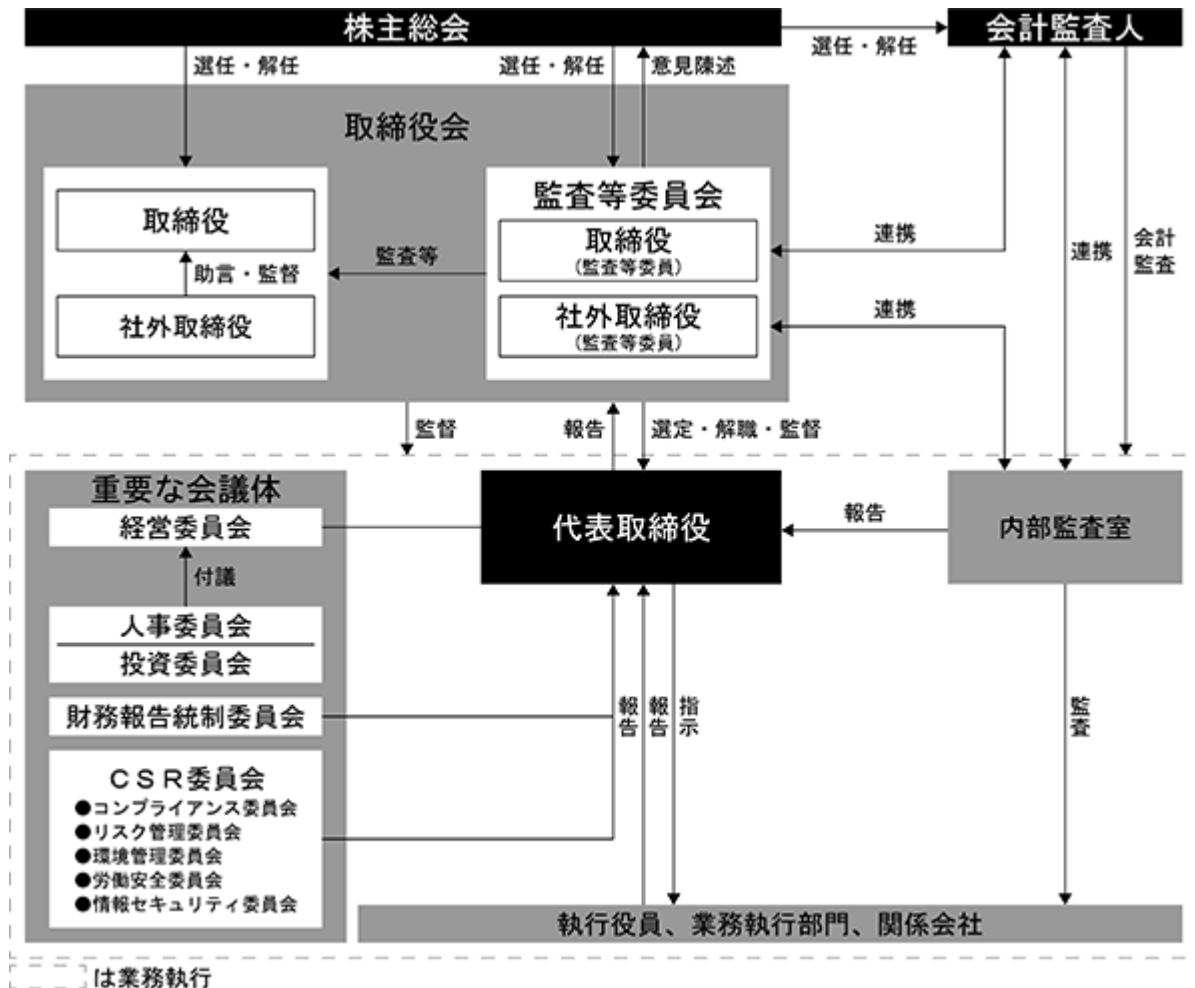 株主総会
会計監査人
選任・解任
選任・解任
選任・解任
意見陳述
取締役会
取締役
助言・監督
社外取締役
監査等
監査等委員会
取締役
(監査等委員)
社外取締役
(監査等委員)
連携
連携
連携
会計
監査
監督
報告
選定・解職・監督
重要な会議体
経営委員会
付議
人事委員会
投資委員会
財務報告統制委員会
CSR委員会
●コンプライアンス委員会
●リスク管理委員会
●環境管理委員会
●労働安全委員会
●情報セキュリティ委員会
代表取締役
報告
内部監査室
報告
報告
指示
監査
執行役員、業務執行部門、関係会社
は業務執行